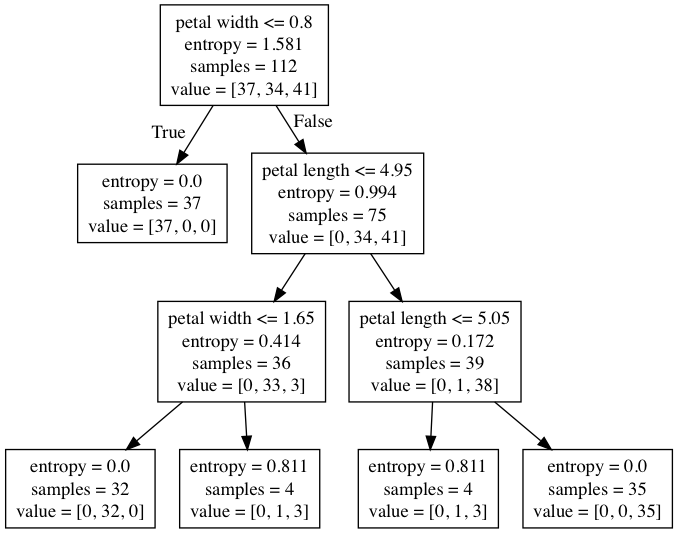 petal width <= 0.8
entropy = 1.581
samples = 112
value = [37, 34, 41]
True
False
entropy = 0.0
samples = 37
value = [37, 0, 0]
petal length <= 4.95
entropy = 0.994
samples = 75
value = [0, 34, 41]
petal width <= 1.65
entropy = 0.414
samples = 36
value = [0, 33, 3]
petal length <= 5.05
entropy = 0.172
samples = 39
value = [0, 1, 38]
entropy = 0.0
samples = 32
value = [0, 32, 0]
entropy = 0.811
samples = 4
value = [0, 1, 3]
entropy = 0.811
samples = 4
value = [0, 1, 3]
entropy = 0.0
samples = 35
value = [0, 0, 35]